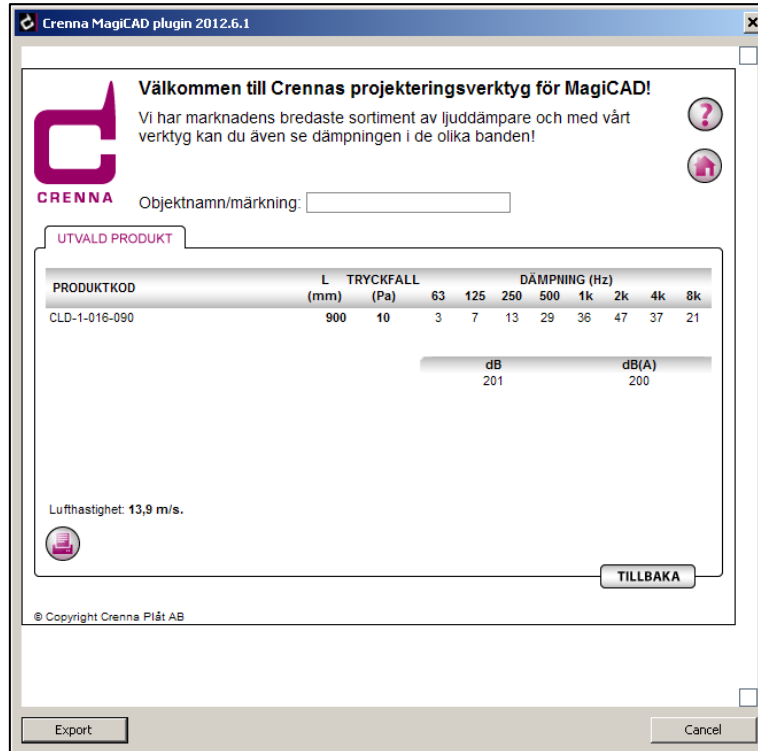 Crenna MagiCAD plugin 2012.6.1
Välkommen till Crennas projekteringsverktyg för MagiCAD!
Vi har marknadens bredaste sortiment av ljuddämpare och med vårt
verktyg kan du även se dämpningen i de olika banden!
?
CRENNA
Objektnamn/märkning:
UTVALD PRODUKT
PRODUKTKOD L (mm) TRYCKFALL (Pa) DÄMPNING (Hz)
63 125 250 500 1k 2k 4k 8k
CLD-1-016-090 900 10 3 7 13 29 36 47 37 21
dB dB(A)
201 200
Lufthastighet: 13,9 m/s.
TILLBAKA
© Copyright Crenna Plåt AB
Export Cancel